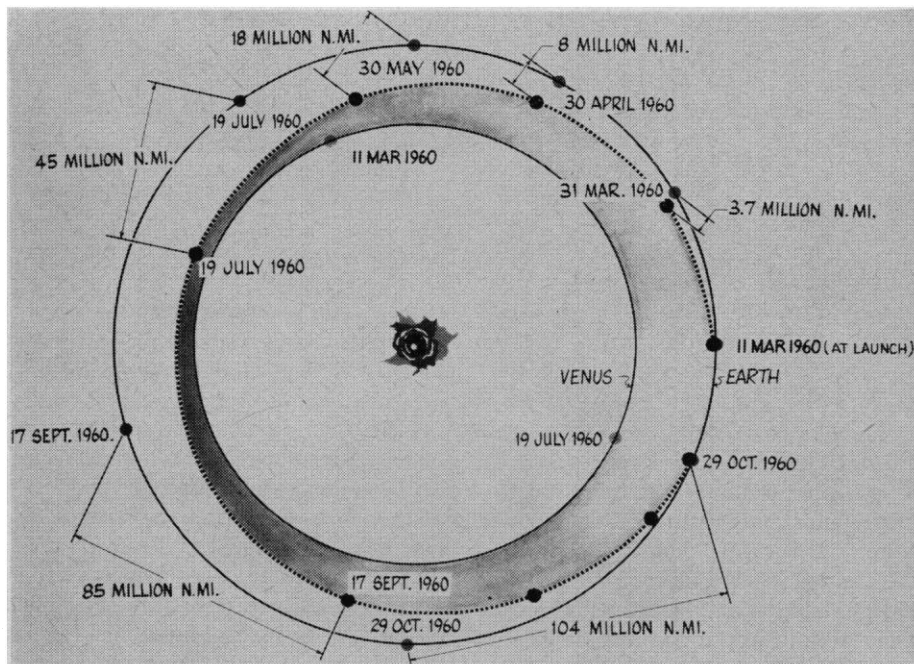 18 MILLION N.MI.
8 MILLION N.MI.
30 MAY 1960
30 APRIL 1960
19 JULY 1960
11 MAR 1960
45 MILLION N.MI.
31 MAR. 1960
3.7 MILLION N.MI.
19 JULY 1960
11 MAR 1960 (AT LAUNCH)
VENUS
EARTH
17 SEPT. 1960.
19 JULY 1960
29 OCT. 1960
85 MILLION N.MI.
17 SEPT. 1960
29 OCT. 1960
104 MILLION N.MI.